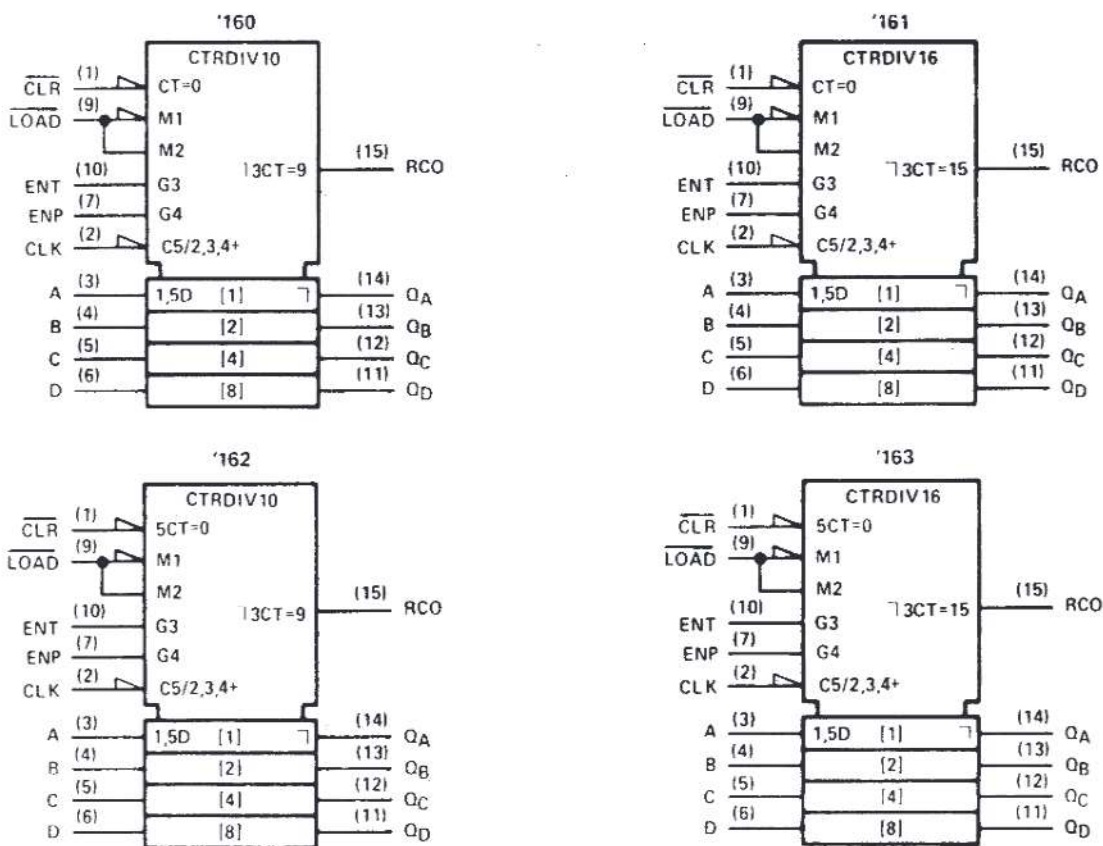 '160
CTRDIV10
CLR (1) CT=0
LOAD (9) M1
M2
ENT (10) G3
ENP (7) G4
CLK (2) C5/2,3,4+
3CT=9 (15) RCO
A (3) 1,5D [1] (14) QA
B (4) [2] (13) QB
C (5) [4] (12) QC
D (6) [8] (11) QD
'161
CTRDIV16
CLR (1) CT=0
LOAD (9) M1
M2
ENT (10) G3
ENP (7) G4
CLK (2) C5/2,3,4+
3CT=15 (15) RCO
A (3) 1,5D [1] (14) QA
B (4) [2] (13) QB
C (5) [4] (12) QC
D (6) [8] (11) QD
'162
CTRDIV10
CLR (1) 5CT=0
LOAD (9) M1
M2
ENT (10) G3
ENP (7) G4
CLK (2) C5/2,3,4+
3CT=9 (15) RCO
A (3) 1,5D [1] (14) QA
B (4) [2] (13) QB
C (5) [4] (12) QC
D (6) [8] (11) QD
'163
CTRDIV16
CLR (1) 5CT=0
LOAD (9) M1
M2
ENT (10) G3
ENP (7) G4
CLK (2) C5/2,3,4+
3CT=15 (15) RCO
A (3) 1,5D [1] (14) QA
B (4) [2] (13) QB
C (5) [4] (12) QC
D (6) [8] (11) QD